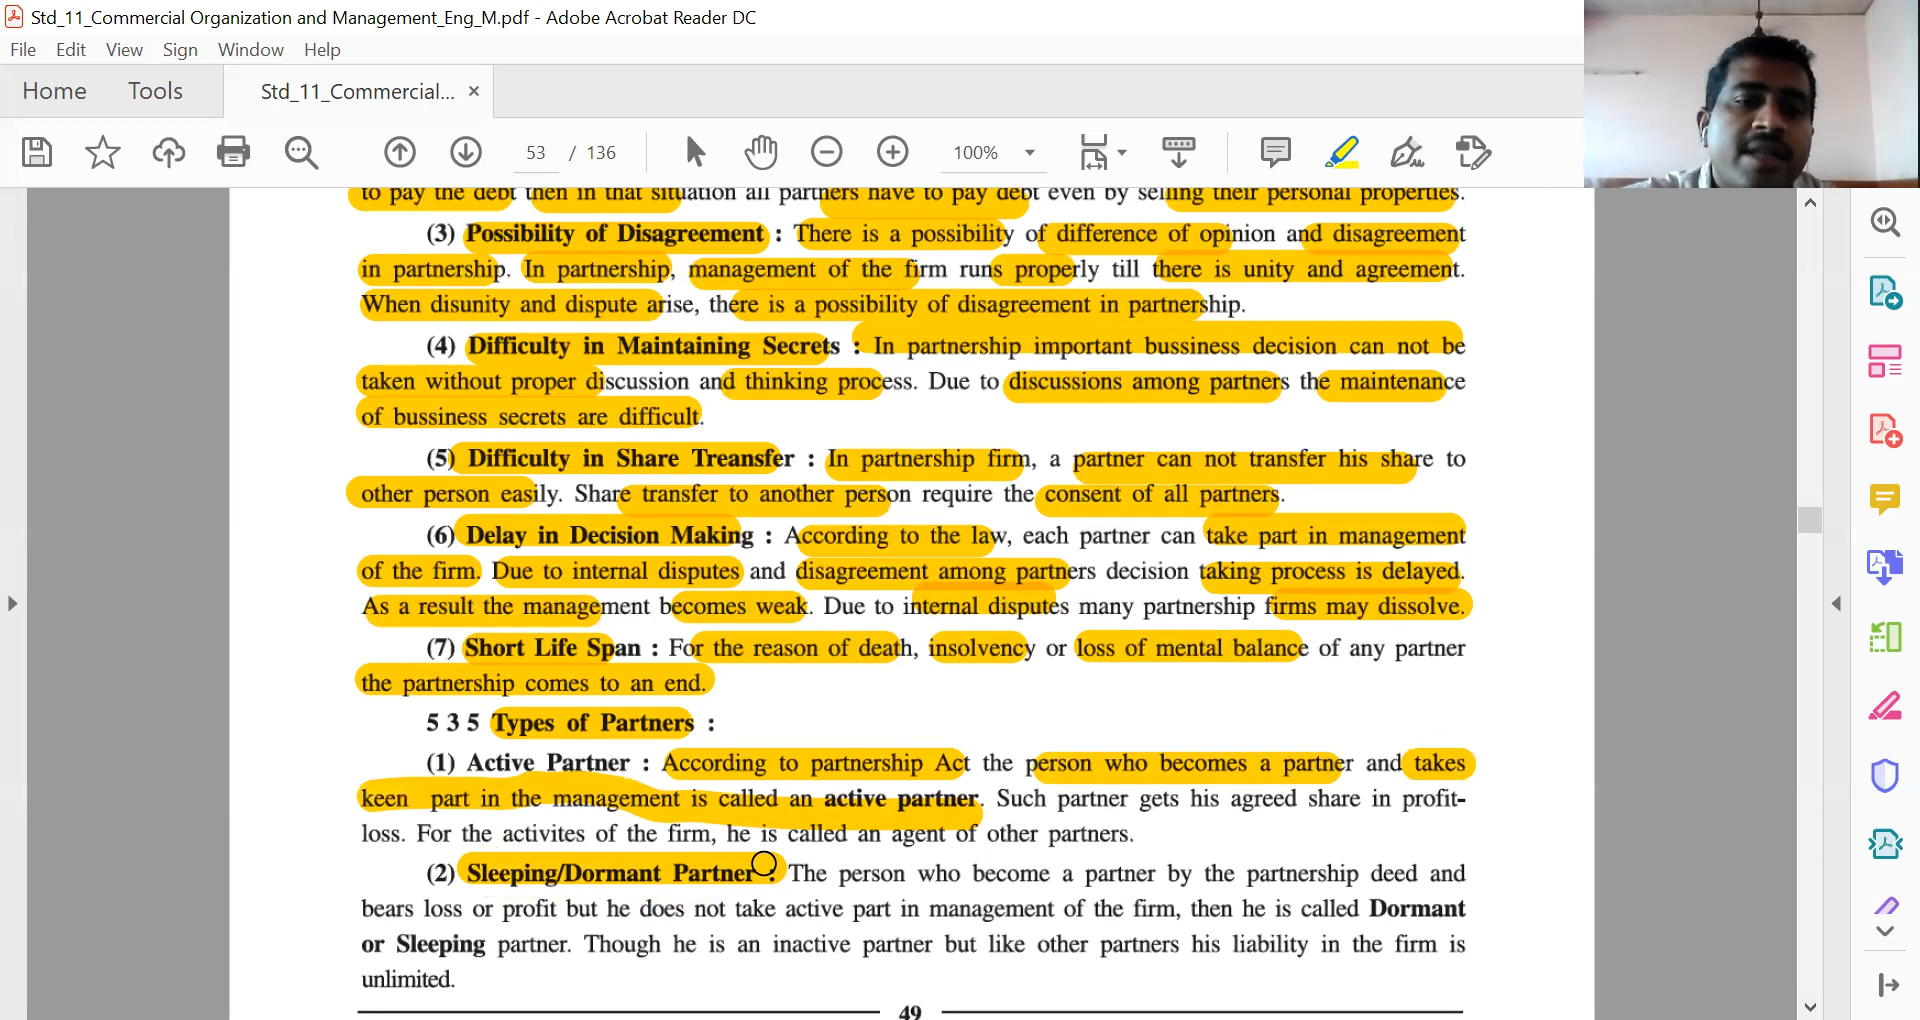 Std_11_Commercial Organization and Management_Eng_M.pdf - Adobe Acrobat Reader DC
File Edit View Sign Window Help
Home Tools Std_11_Commercial... ×
53 / 136 100%
to pay the debt then in that situation all partners have to pay debt even by selling their personal properties.
(3) Possibility of Disagreement : There is a possibility of difference of opinion and disagreement
in partnership. In partnership, management of the firm runs properly till there is unity and agreement.
When disunity and dispute arise, there is a possibility of disagreement in partnership.
(4) Difficulty in Maintaining Secrets : In partnership important bussiness decision can not be
taken without proper discussion and thinking process. Due to discussions among partners the maintenance
of bussiness secrets are difficult.
(5) Difficulty in Share Treansfer : In partnership firm, a partner can not transfer his share to
other person easily. Share transfer to another person require the consent of all partners.
(6) Delay in Decision Making : According to the law, each partner can take part in management
of the firm. Due to internal disputes and disagreement among partners decision taking process is delayed.
As a result the management becomes weak. Due to internal disputes many partnership firms may dissolve.
(7) Short Life Span : For the reason of death, insolvency or loss of mental balance of any partner
the partnership comes to an end.
5 3 5 Types of Partners :
(1) Active Partner : According to partnership Act the person who becomes a partner and takes
keen part in the management is called an active partner. Such partner gets his agreed share in profit-
loss. For the activites of the firm, he is called an agent of other partners.
(2) Sleeping/Dormant Partner : The person who become a partner by the partnership deed and
bears loss or profit but he does not take active part in management of the firm, then he is called Dormant
or Sleeping partner. Though he is an inactive partner but like other partners his liability in the firm is
unlimited.
49